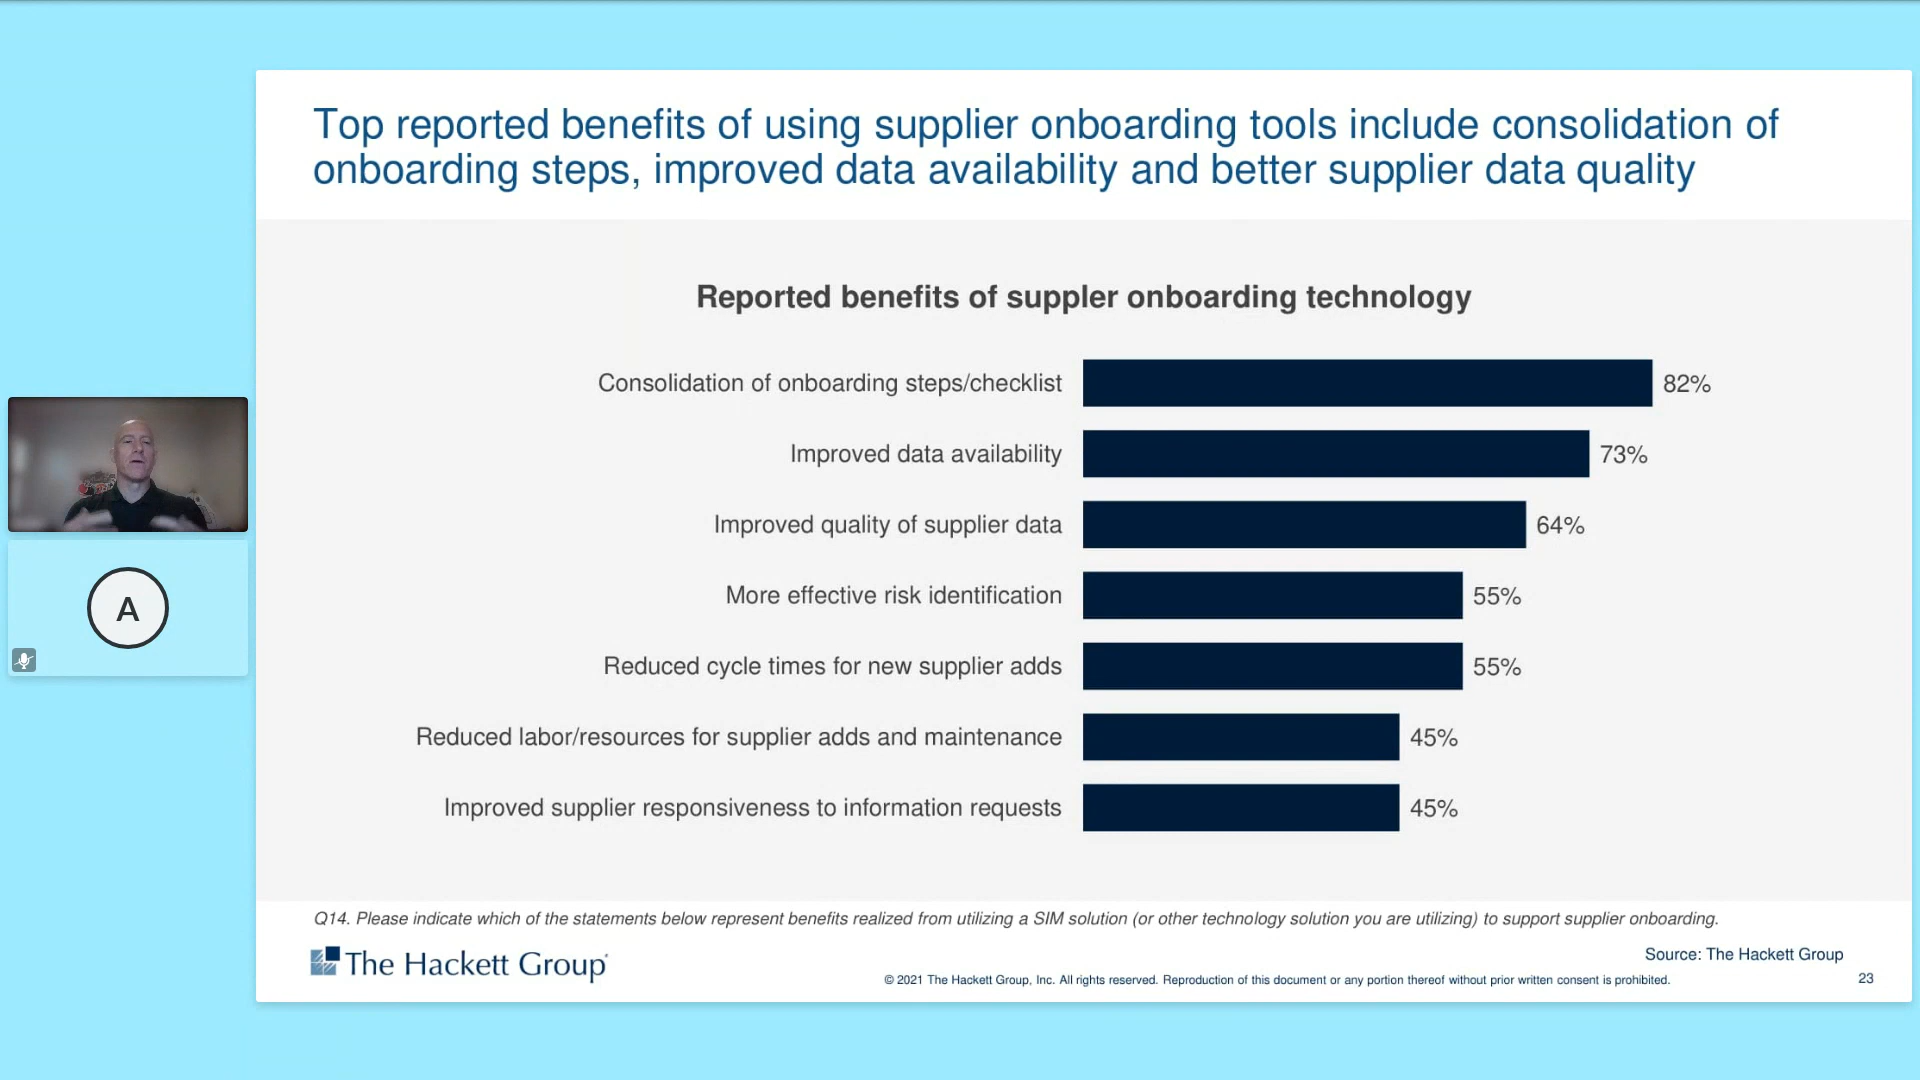 Top reported benefits of using supplier onboarding tools include consolidation of
onboarding steps, improved data availability and better supplier data quality
Reported benefits of suppler onboarding technology
Consolidation of onboarding steps/checklist 82%
Improved data availability 73%
Improved quality of supplier data 64%
More effective risk identification 55%
Reduced cycle times for new supplier adds 55%
Reduced labor/resources for supplier adds and maintenance 45%
Improved supplier responsiveness to information requests 45%
A
Q14. Please indicate which of the statements below represent benefits realized from utilizing a SIM solution (or other technology solution you are utilizing) to support supplier onboarding.
The Hackett Group
Source: The Hackett Group
© 2021 The Hackett Group, Inc. All rights reserved. Reproduction of this document or any portion thereof without prior written consent is prohibited.
23